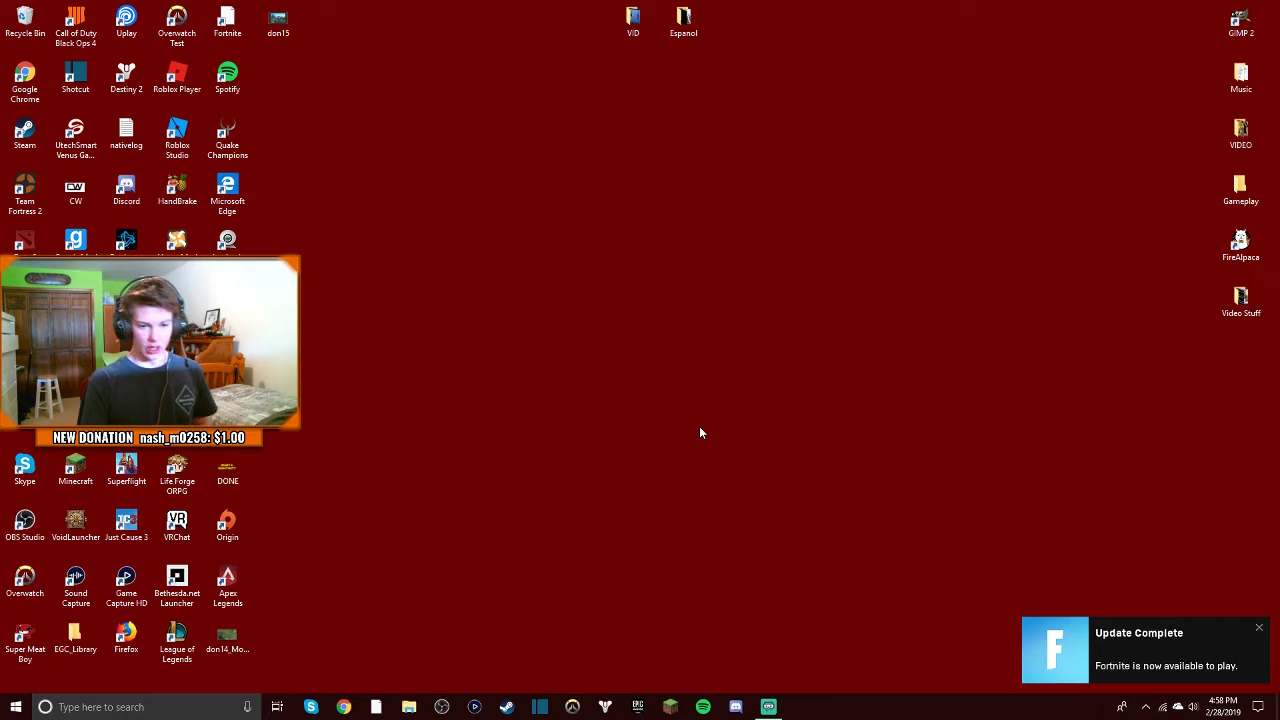 Recycle Bin
Call of Duty
Black Ops 4
Uplay
Overwatch
Test
Fortnite
don15
VID
Espanol
GIMP 2
Google
Chrome
Shotcut
Destiny 2
Roblox Player
Spotify
Music
Steam
UtechSmart
Venus Ga...
nativelog
Roblox
Studio
Quake
Champions
VIDEO
Team
Fortress 2
CW
Discord
HandBrake
Microsoft
Edge
Gameplay
FireAlpaca
Video Stuff
NEW DONATION nash_m0258: $1.00
Skype
Minecraft
Superflight
Life Forge
ORPG
DONE
OBS Studio
VoidLauncher
Just Cause 3
VRChat
Origin
Overwatch
Sound
Capture
Game
Capture HD
Bethesda.net
Launcher
Apex
Legends
Super Meat
Boy
EGC_Library
Firefox
League of
Legends
don14_Mo...
Update Complete
Fortnite is now available to play.
Type here to search
4:58 PM
2/28/2019